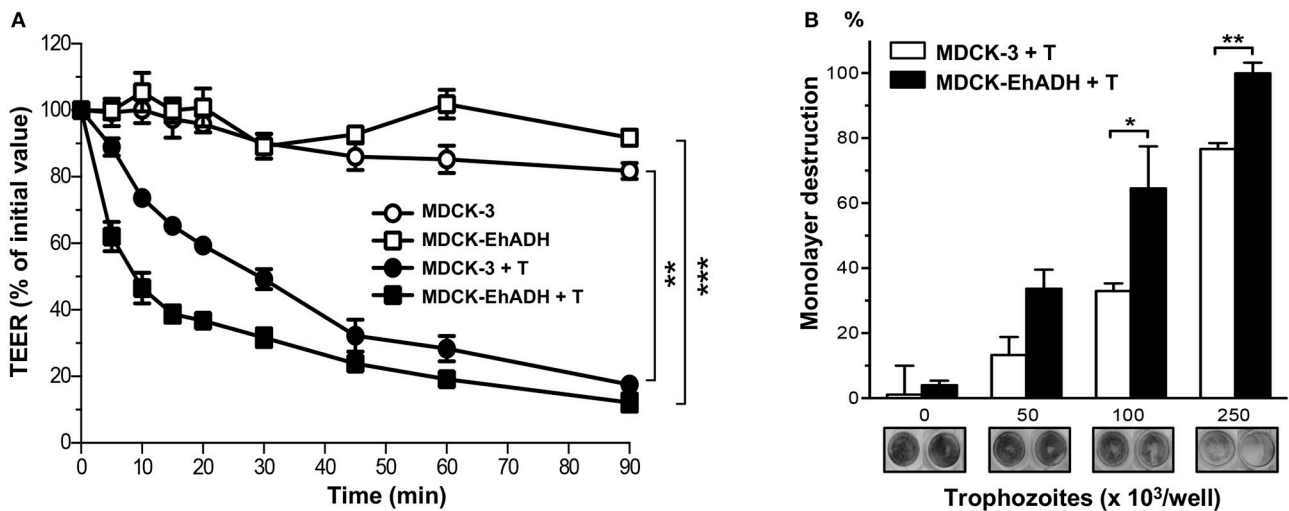 A
TEER (% of initial value)
120
100
80
60
40
20
0
0 10 20 30 40 50 60 70 80 90
Time (min)
MDCK-3
MDCK-EhADH
MDCK-3 + T
MDCK-EhADH + T
**
***
B %
Monolayer destruction
100
80
60
40
20
0
MDCK-3 + T
MDCK-EhADH + T
*
**
0 50 100 250
Trophozoites (x 10³/well)